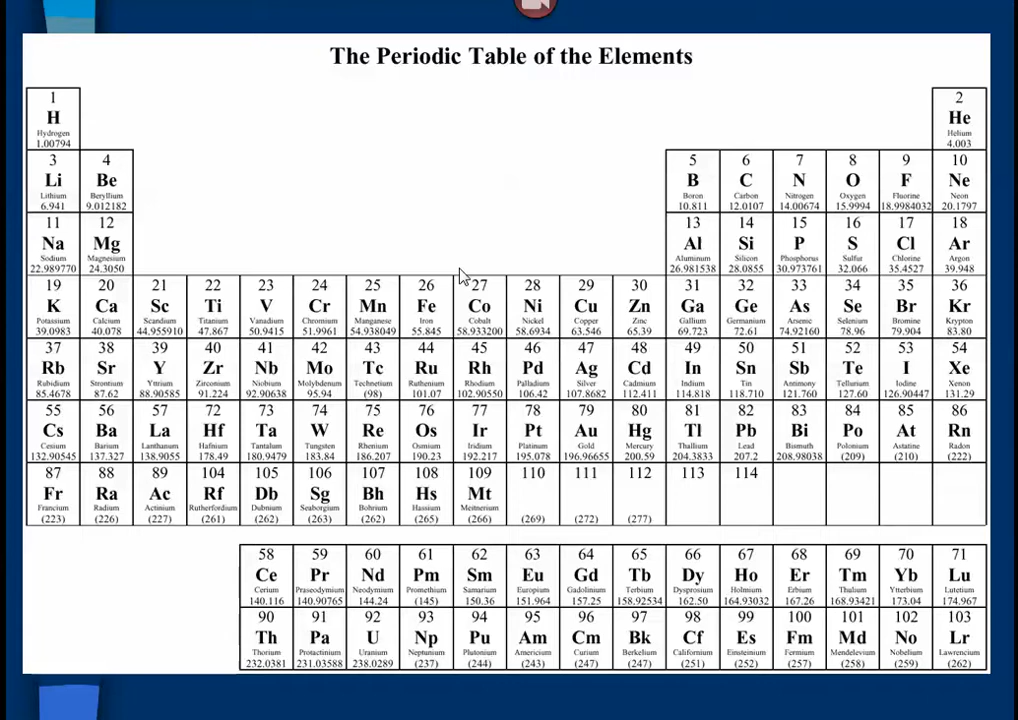 The Periodic Table of the Elements
1 2
H He
Hydrogen Helium
1.00794 4.003
3 4 5 6 7 8 9 10
Li Be B C N O F Ne
Lithium Beryllium Boron Carbon Nitrogen Oxygen Fluorine Neon
6.941 9.012182 10.811 12.0107 14.00674 15.9994 18.9984032 20.1797
11 12 13 14 15 16 17 18
Na Mg Al Si P S Cl Ar
Sodium Magnesium Aluminum Silicon Phosphorus Sulfur Chlorine Argon
22.989770 24.3050 26.981538 28.0855 30.973761 32.066 35.4527 39.948
19 20 21 22 23 24 25 26 27 28 29 30 31 32 33 34 35 36
K Ca Sc Ti V Cr Mn Fe Co Ni Cu Zn Ga Ge As Se Br Kr
Potassium Calcium Scandium Titanium Vanadium Chromium Manganese Iron Cobalt Nickel Copper Zinc Gallium Germanium Arsenic Selenium Bromine Krypton
39.0983 40.078 44.955910 47.867 50.9415 51.9961 54.938049 55.845 58.933200 58.6934 63.546 65.39 69.723 72.61 74.92160 78.96 79.904 83.80
37 38 39 40 41 42 43 44 45 46 47 48 49 50 51 52 53 54
Rb Sr Y Zr Nb Mo Tc Ru Rh Pd Ag Cd In Sn Sb Te I Xe
Rubidium Strontium Yttrium Zirconium Niobium Molybdenum Technetium Ruthenium Rhodium Palladium Silver Cadmium Indium Tin Antimony Tellurium Iodine Xenon
85.4678 87.62 88.90585 91.224 92.90638 95.94 (98) 101.07 102.90550 106.42 107.8682 112.411 114.818 118.710 121.760 127.60 126.90447 131.29
55 56 57 72 73 74 75 76 77 78 79 80 81 82 83 84 85 86
Cs Ba La Hf Ta W Re Os Ir Pt Au Hg Tl Pb Bi Po At Rn
Cesium Barium Lanthanum Hafnium Tantalum Tungsten Rhenium Osmium Iridium Platinum Gold Mercury Thallium Lead Bismuth Polonium Astatine Radon
132.90545 137.327 138.9055 178.49 180.9479 183.84 186.207 190.23 192.217 195.078 196.96655 200.59 204.3833 207.2 208.98038 (209) (210) (222)
87 88 89 104 105 106 107 108 109 110 111 112 113 114
Fr Ra Ac Rf Db Sg Bh Hs Mt
Francium Radium Actinium Rutherfordium Dubnium Seaborgium Bohrium Hassium Meitnerium
(223) (226) (227) (261) (262) (263) (262) (265) (266) (269) (272) (277)
58 59 60 61 62 63 64 65 66 67 68 69 70 71
Ce Pr Nd Pm Sm Eu Gd Tb Dy Ho Er Tm Yb Lu
Cerium Praseodymium Neodymium Promethium Samarium Europium Gadolinium Terbium Dysprosium Holmium Erbium Thulium Ytterbium Lutetium
140.116 140.90765 144.24 (145) 150.36 151.964 157.25 158.92534 162.50 164.93032 167.26 168.93421 173.04 174.967
90 91 92 93 94 95 96 97 98 99 100 101 102 103
Th Pa U Np Pu Am Cm Bk Cf Es Fm Md No Lr
Thorium Protactinium Uranium Neptunium Plutonium Americium Curium Berkelium Californium Einsteinium Fermium Mendelevium Nobelium Lawrencium
232.0381 231.03588 238.0289 (237) (244) (243) (247) (247) (251) (252) (257) (258) (259) (262)